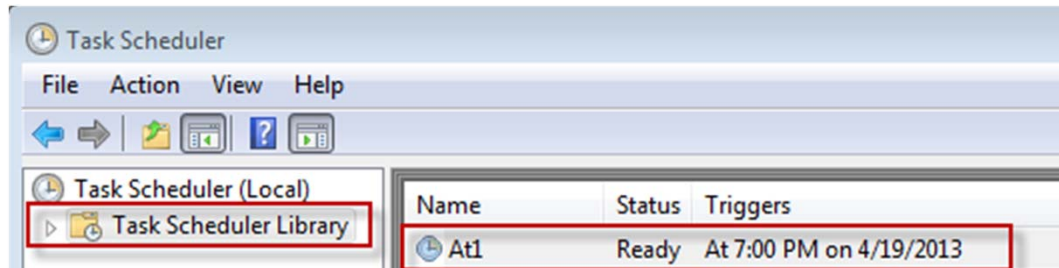 Task Scheduler
File Action View Help
Task Scheduler (Local)
Task Scheduler Library
Name Status Triggers
At1 Ready At 7:00 PM on 4/19/2013